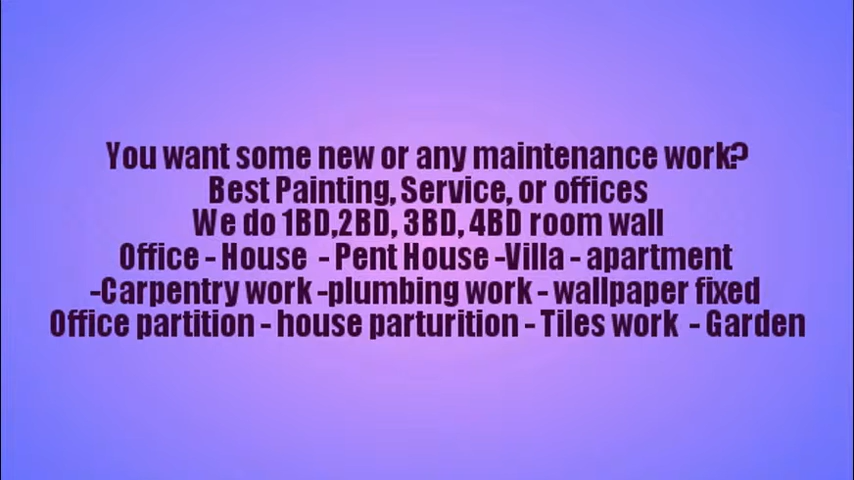 You want some new or any maintenance work?
Best Painting, Service, or offices
We do 1BD,2BD, 3BD, 4BD room wall
Office - House - Pent House -Villa - apartment
-Carpentry work -plumbing work - wallpaper fixed
Office partition - house parturition - Tiles work - Garden